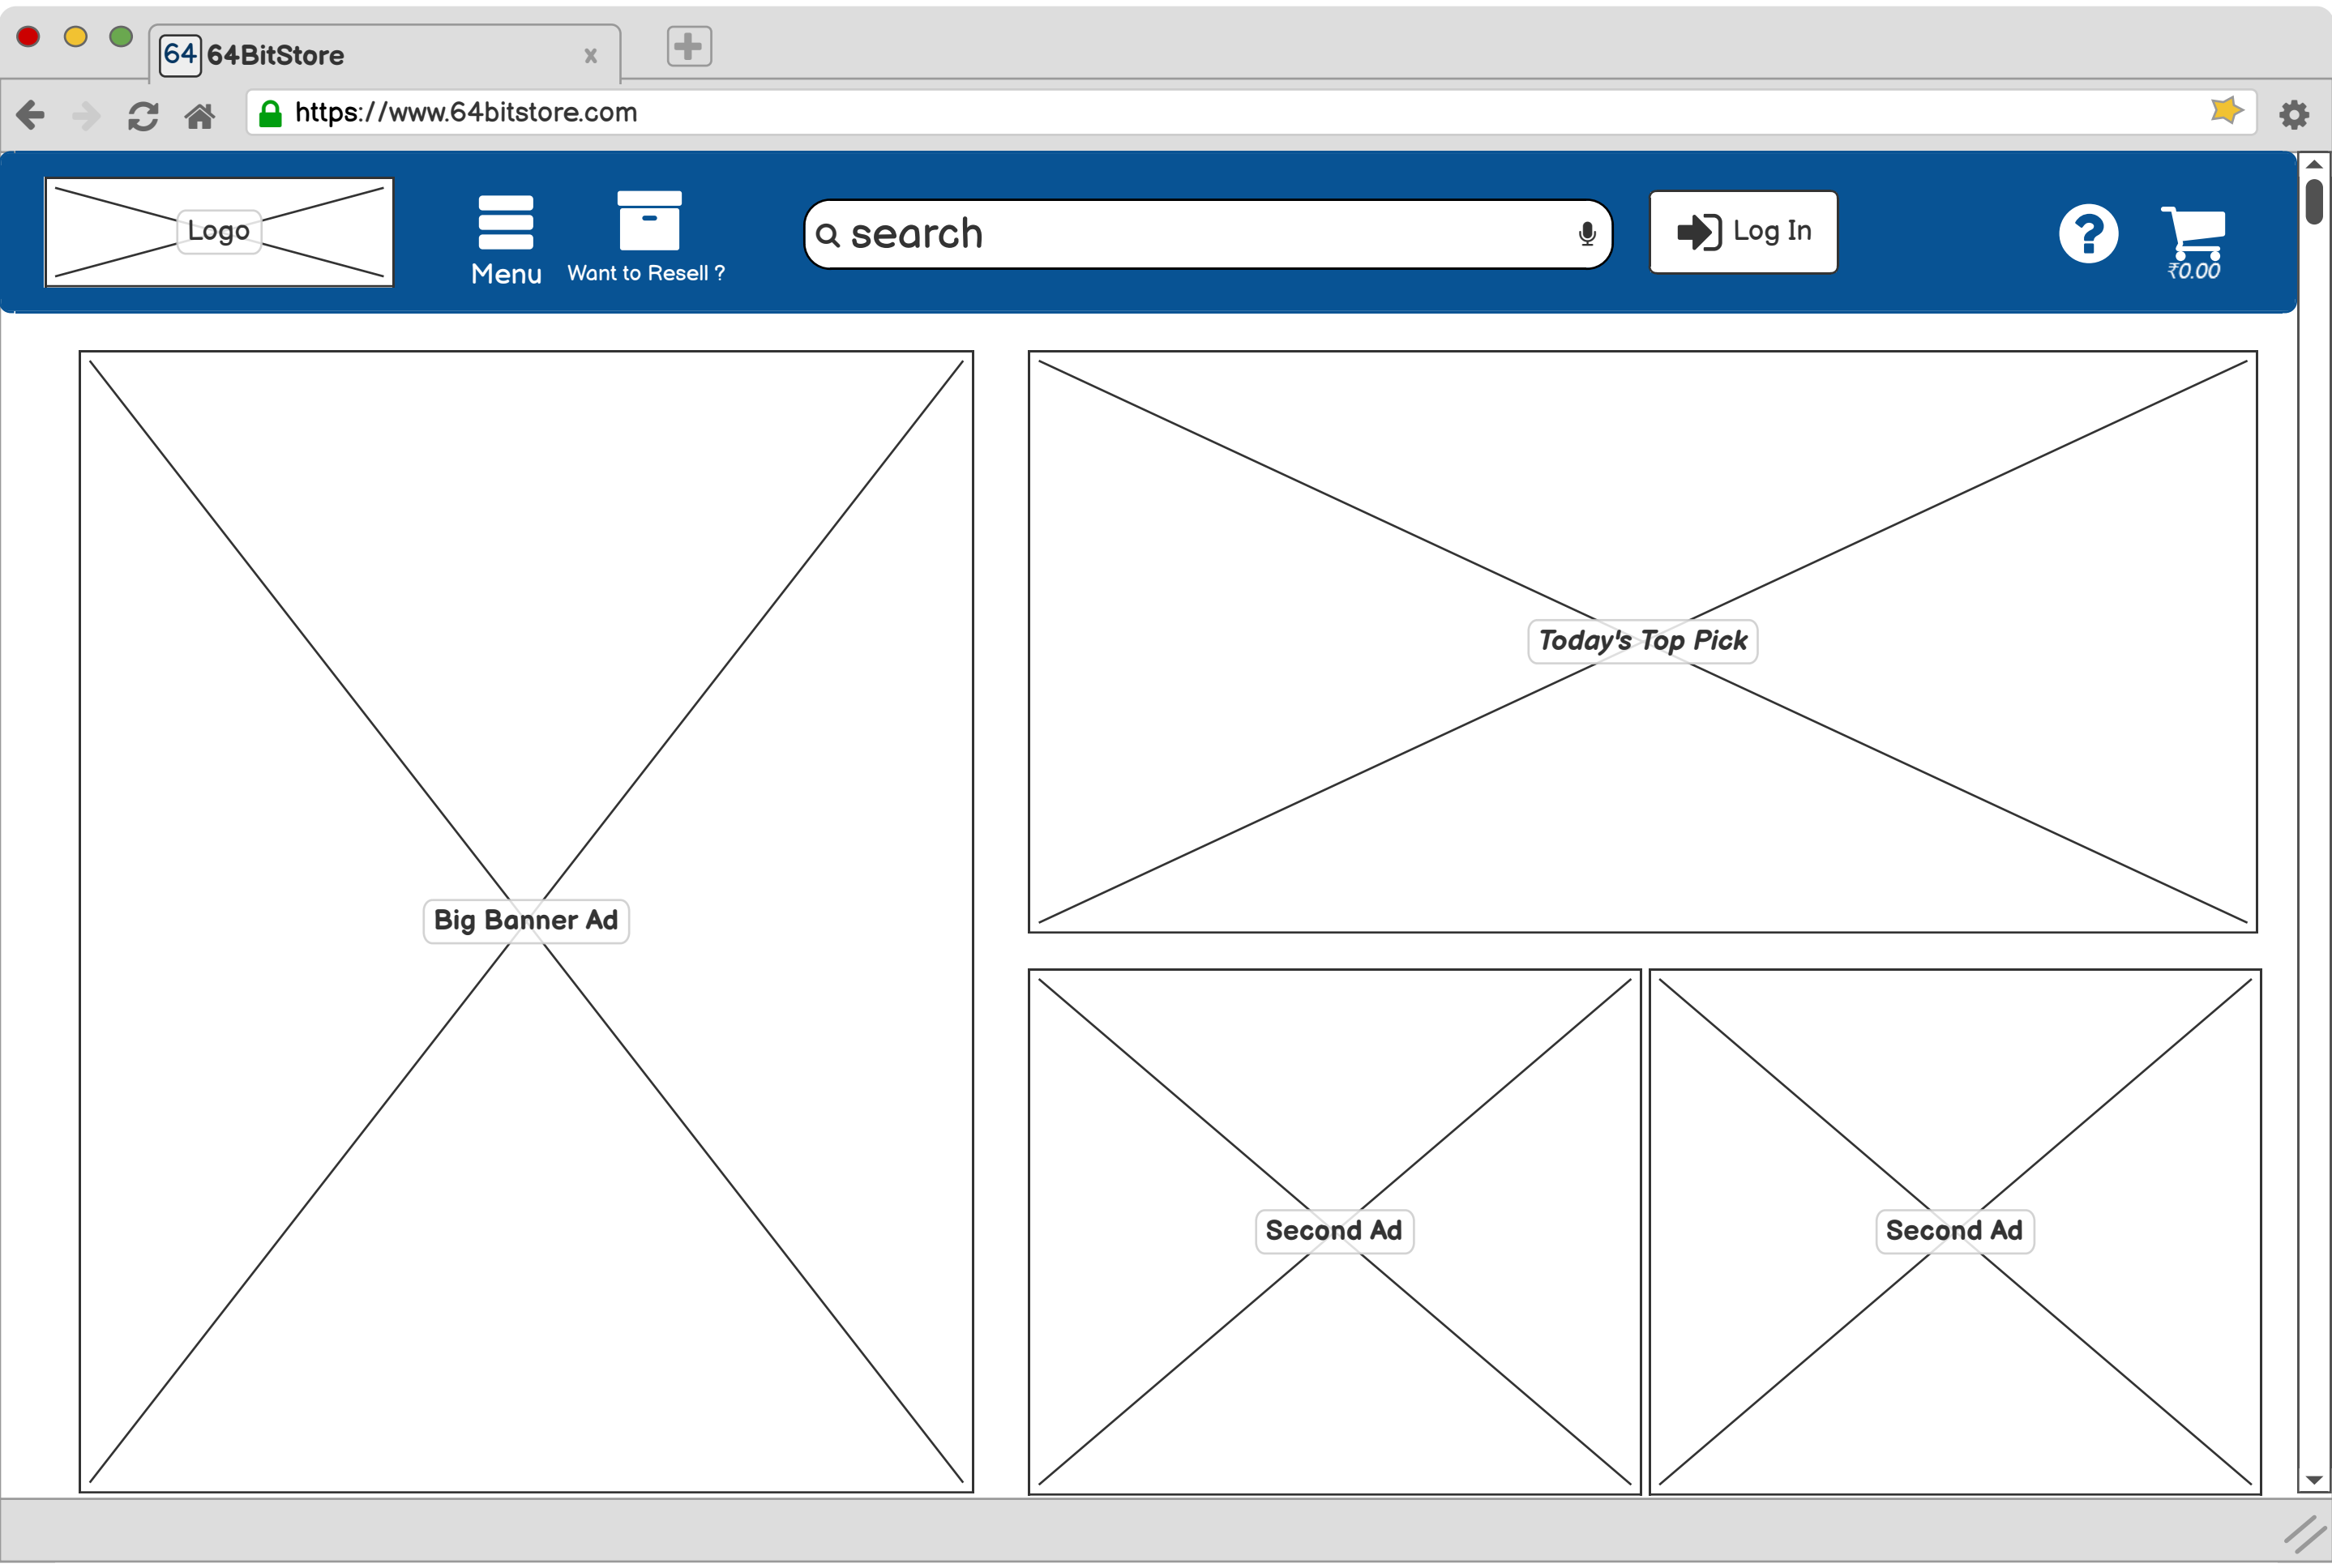 64 64BitStore x
https://www.64bitstore.com
Logo
Menu
Want to Resell ?
search
Log In
?
₹0.00
Today's Top Pick
Big Banner Ad
Second Ad
Second Ad